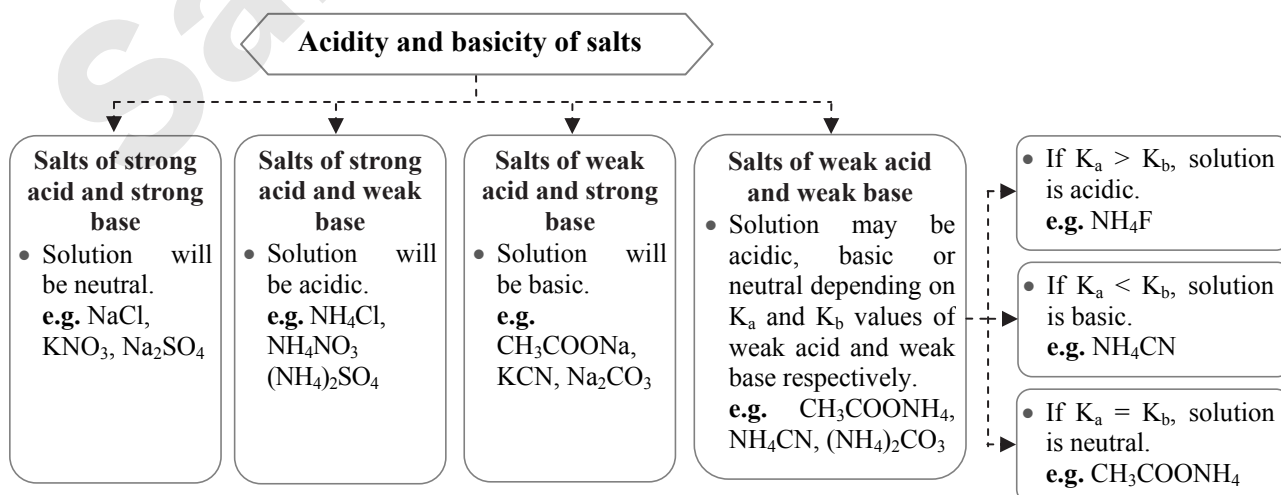 Acidity and basicity of salts
Salts of strong
acid and strong
base
• Solution will
be neutral.
e.g. NaCl,
KNO₃, Na₂SO₄
Salts of strong
acid and weak
base
• Solution will
be acidic.
e.g. NH₄Cl,
NH₄NO₃
(NH₄)₂SO₄
Salts of weak
acid and strong
base
• Solution will
be basic.
e.g.
CH₃COONa,
KCN, Na₂CO₃
Salts of weak acid
and weak base
• Solution may be
acidic, basic or
neutral depending on
Kₐ and K_b values of
weak acid and weak
base respectively.
e.g. CH₃COONH₄,
NH₄CN, (NH₄)₂CO₃
• If Kₐ > K_b, solution
is acidic.
e.g. NH₄F
• If Kₐ < K_b, solution
is basic.
e.g. NH₄CN
• If Kₐ = K_b, solution
is neutral.
e.g. CH₃COONH₄